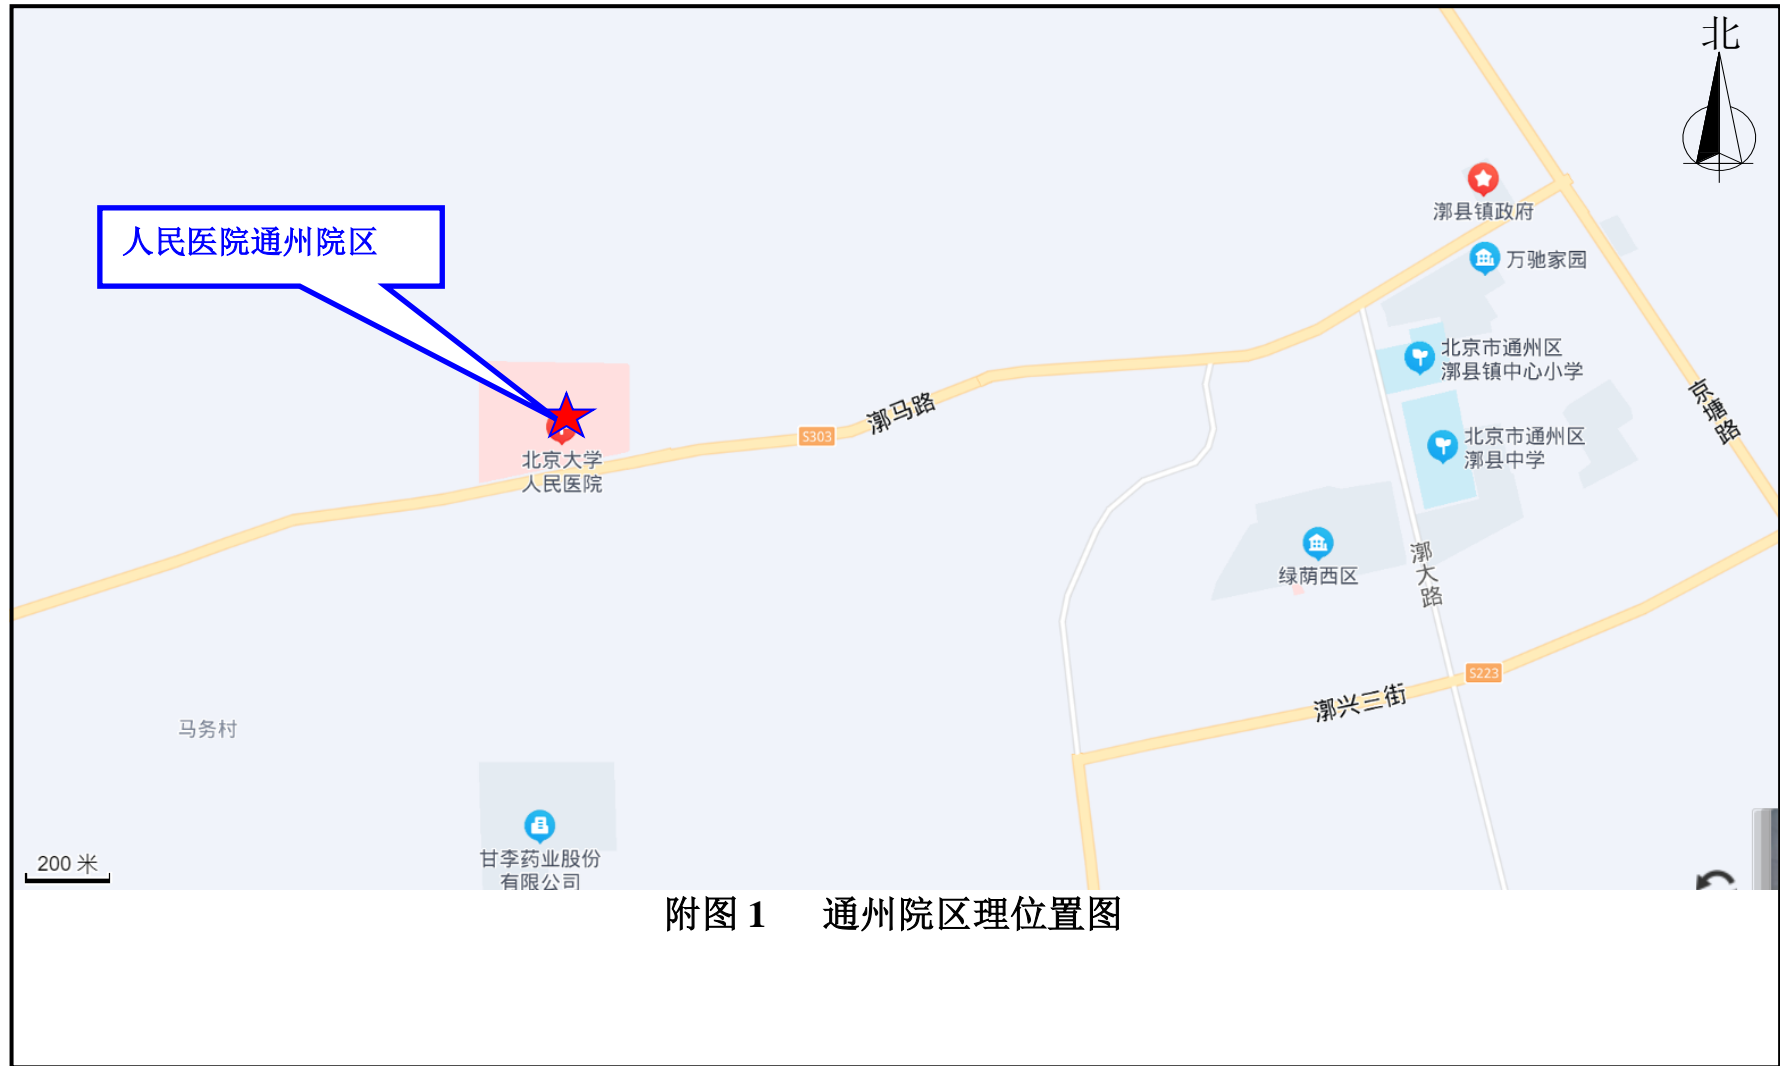 北
漷县镇政府
人民医院通州院区
万驰家园
北京市通州区
漷县镇中心小学
京塘路
漷马路
S303
北京市通州区
漷县中学
北京大学
人民医院
漷大路
绿荫西区
S223
漷兴三街
马务村
甘李药业股份
有限公司
200 米
附图 1 通州院区理位置图